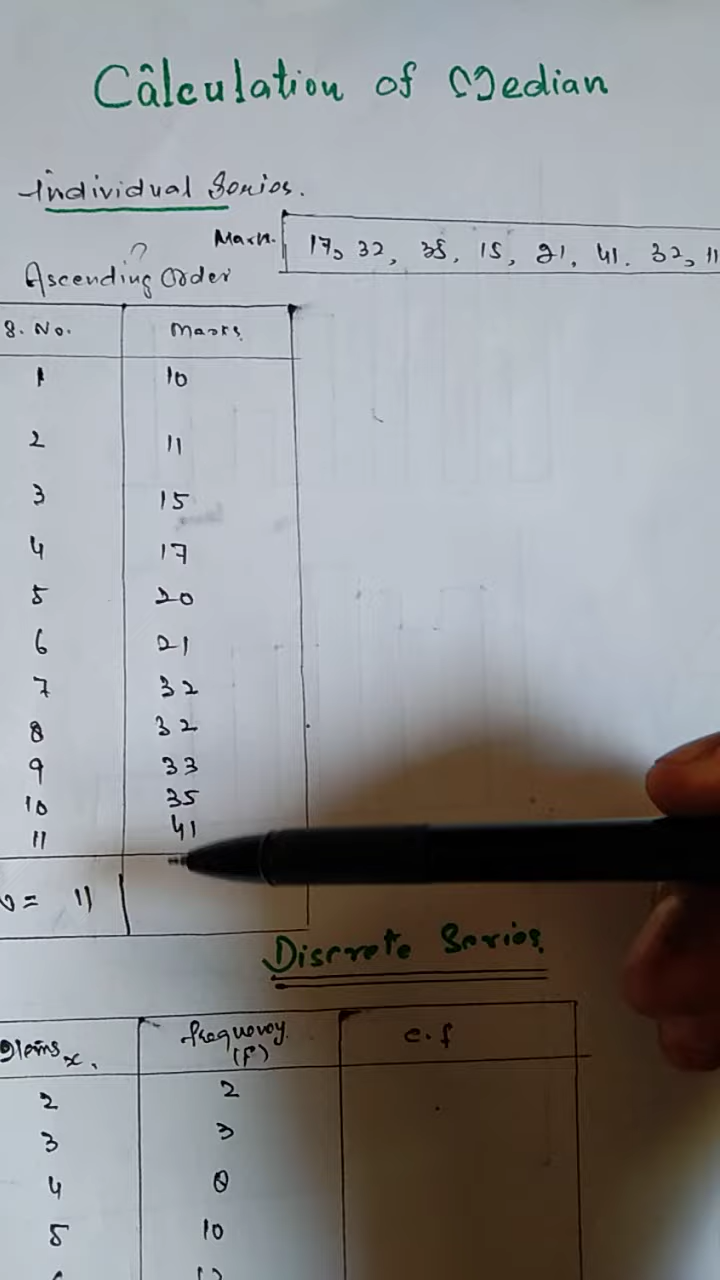 Calculation of Median
Individual Series.
Mark. 17, 32, 35, 15, 21, 41. 32, 11
Ascending Order
S. No. Marks
1 10
2 11
3 15
4 17
5 20
6 21
7 32
8 32
9 33
10 35
11 41
= 11
Discrete Series.
x. frequency (f) c.f
2 2
3 3
4 8
5 10